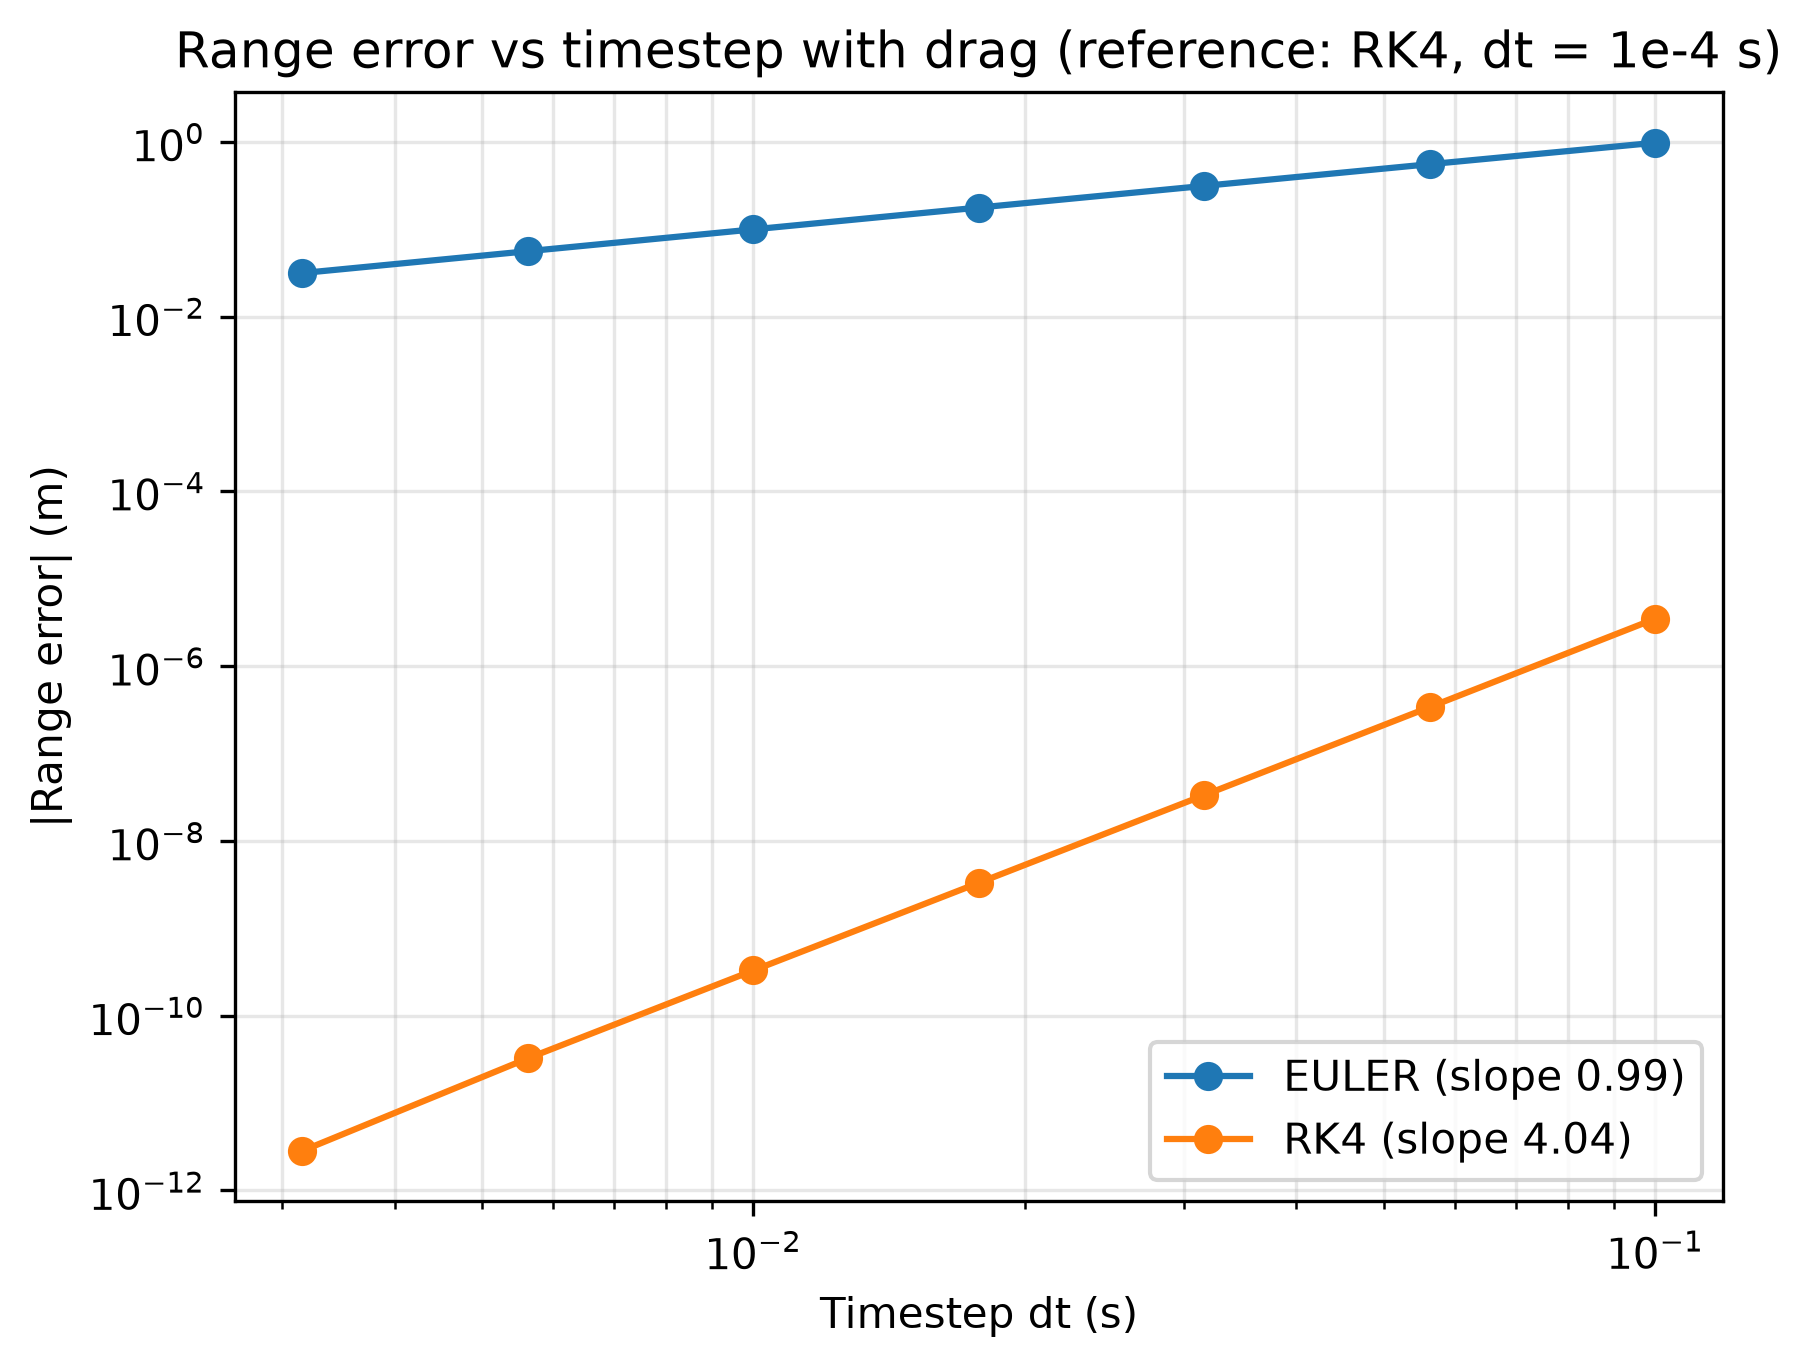 Range error vs timestep with drag (reference: RK4, dt = 1e-4 s)
10⁰
10⁻²
10⁻⁴
10⁻⁶
10⁻⁸
10⁻¹⁰
10⁻¹²
|Range error| (m)
EULER (slope 0.99)
RK4 (slope 4.04)
10⁻² 10⁻¹
Timestep dt (s)